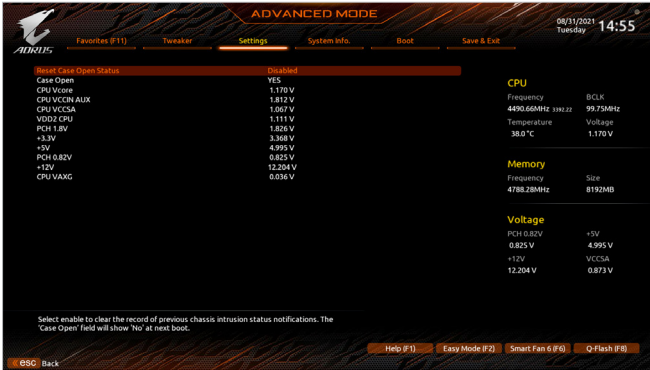 ADVANCED MODE
08/31/2021 Tuesday 14:55
AORUS
Favorites (F11) Tweaker Settings System Info. Boot Save & Exit
Reset Case Open Status Disabled
Case Open YES
CPU Vcore 1.170 V
CPU VCCIN AUX 1.812 V
CPU VCCSA 1.067 V
VDD2 CPU 1.111 V
PCH 1.8V 1.826 V
+3.3V 3.368 V
+5V 4.995 V
PCH 0.82V 0.825 V
+12V 12.204 V
CPU VAXG 0.036 V
CPU
Frequency BCLK
4490.66MHz 3392.22 99.75MHz
Temperature Voltage
38.0 °C 1.170 V
Memory
Frequency Size
4788.28MHz 8192MB
Voltage
PCH 0.82V +5V
0.825 V 4.995 V
+12V VCCSA
12.204 V 0.873 V
Select enable to clear the record of previous chassis intrusion status notifications. The
'Case Open' field will show 'No' at next boot.
Help (F1) Easy Mode (F2) Smart Fan 6 (F6) Q-Flash (F8)
esc Back